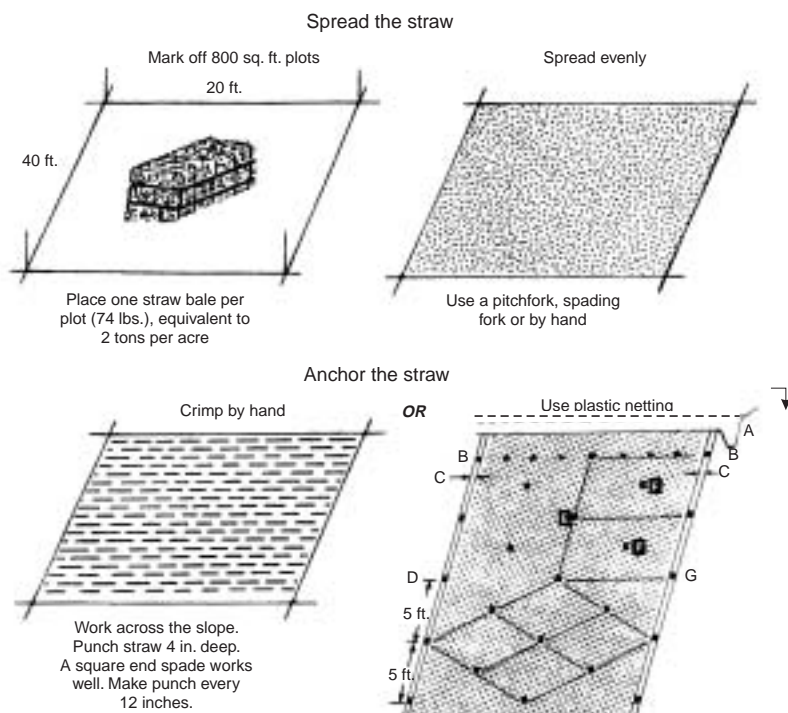 Spread the straw
Mark off 800 sq. ft. plots
20 ft.
40 ft.
Place one straw bale per
plot (74 lbs.), equivalent to
2 tons per acre
Spread evenly
Use a pitchfork, spading
fork or by hand
Anchor the straw
Crimp by hand
Work across the slope.
Punch straw 4 in. deep.
A square end spade works
well. Make punch every
12 inches.
OR
Use plastic netting
A
B
B
C
C
D
G
5 ft.
5 ft.